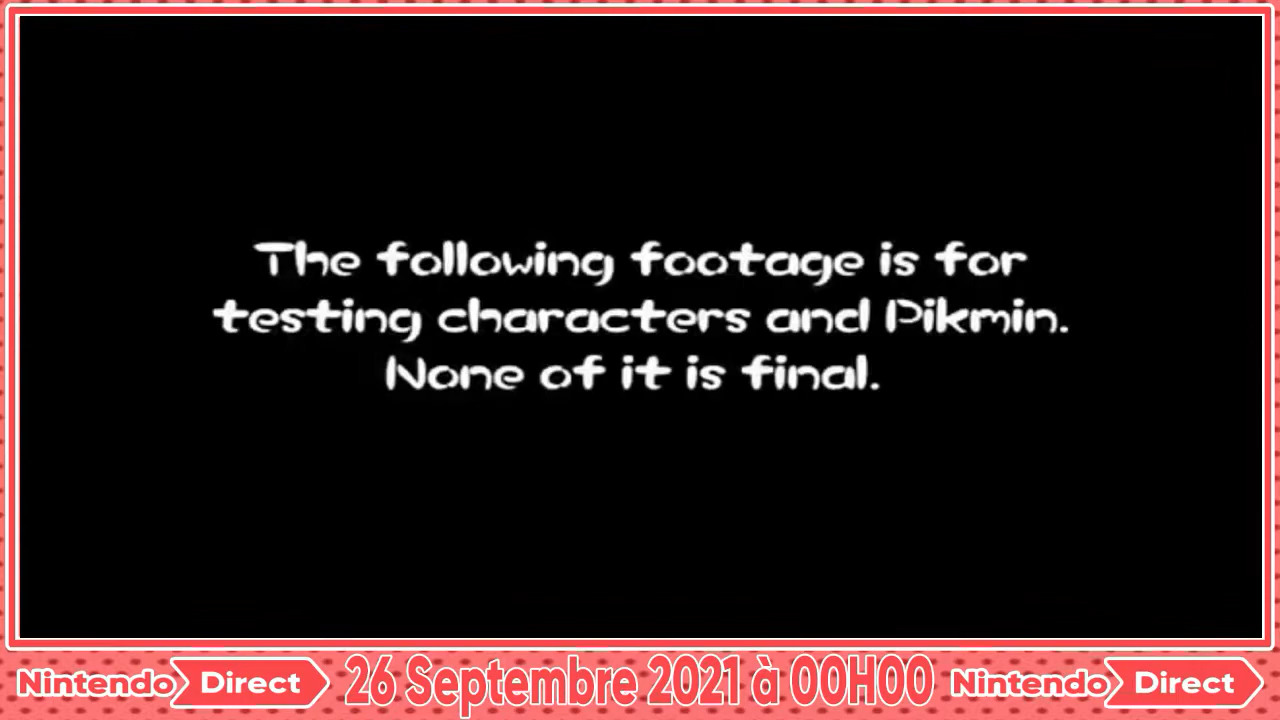 The following footage is for
testing characters and Pikmin.
None of it is final.
Nintendo Direct 26 Septembre 2021 à 00H00 Nintendo Direct